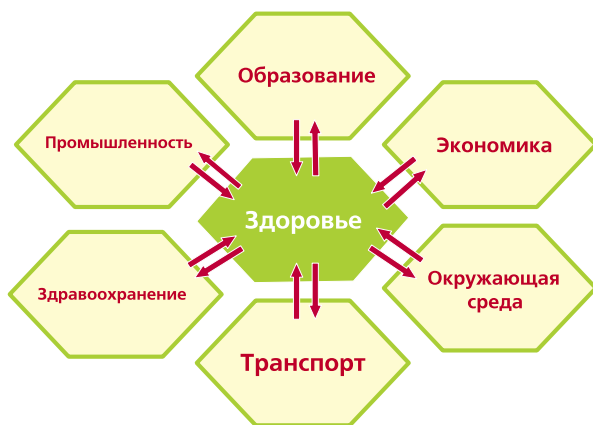 Образование
Промышленность
Экономика
Здоровье
Здравоохранение
Окружающая
среда
Транспорт